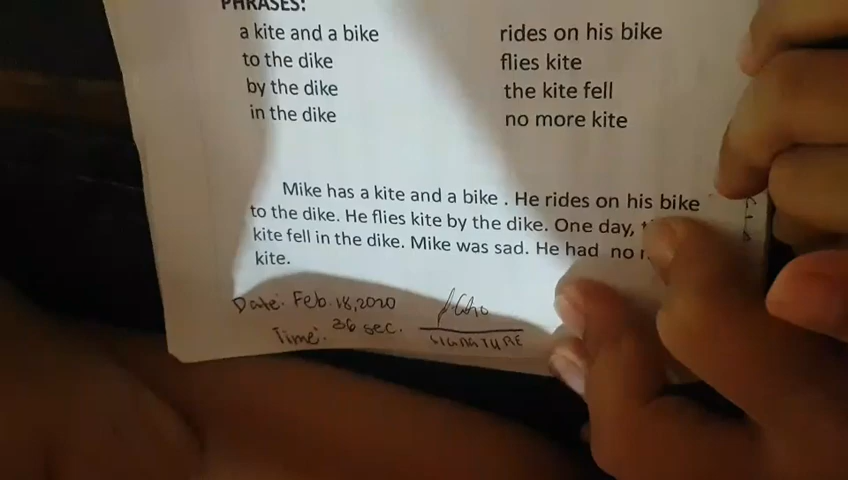 PHRASES:
a kite and a bike rides on his bike
to the dike flies kite
by the dike the kite fell
in the dike no more kite
Mike has a kite and a bike . He rides on his bike
to the dike. He flies kite by the dike. One day,
kite fell in the dike. Mike was sad. He had no
kite.
Date: Feb. 18, 2020
Time: 36 sec.
SIGNATURE